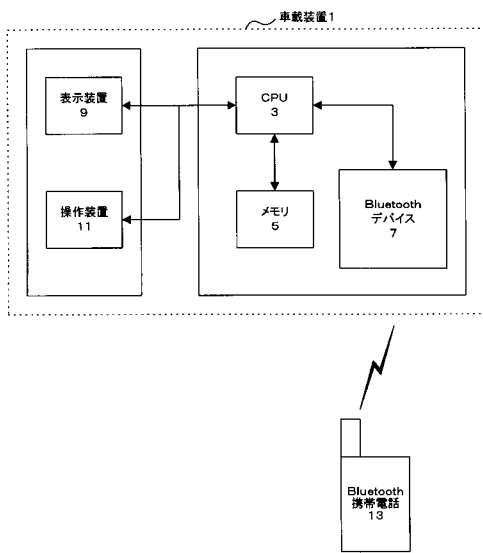 車載装置1
表示装置
9
CPU
3
操作装置
11
メモリ
5
Bluetooth
デバイス
7
Bluetooth
携帯電話
13